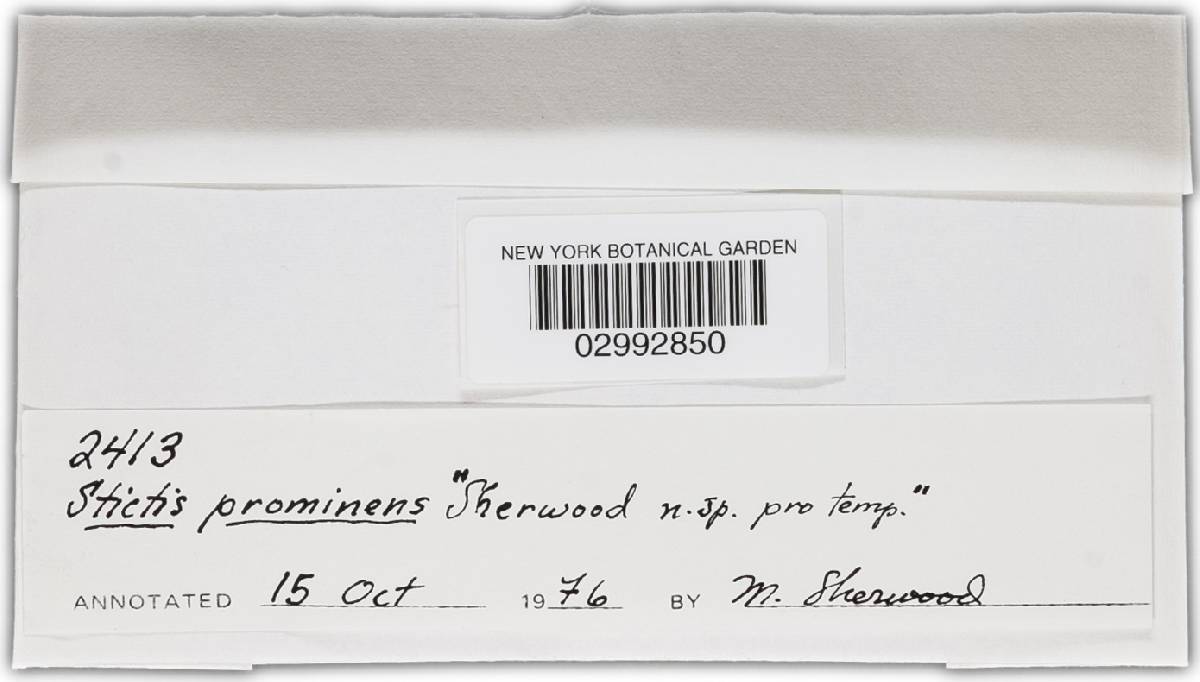 NEW YORK BOTANICAL GARDEN
02992850
2413
Stictis prominens "Sherwood n.sp. pro temp."
ANNOTATED 15 Oct 1976 BY M. Sherwood